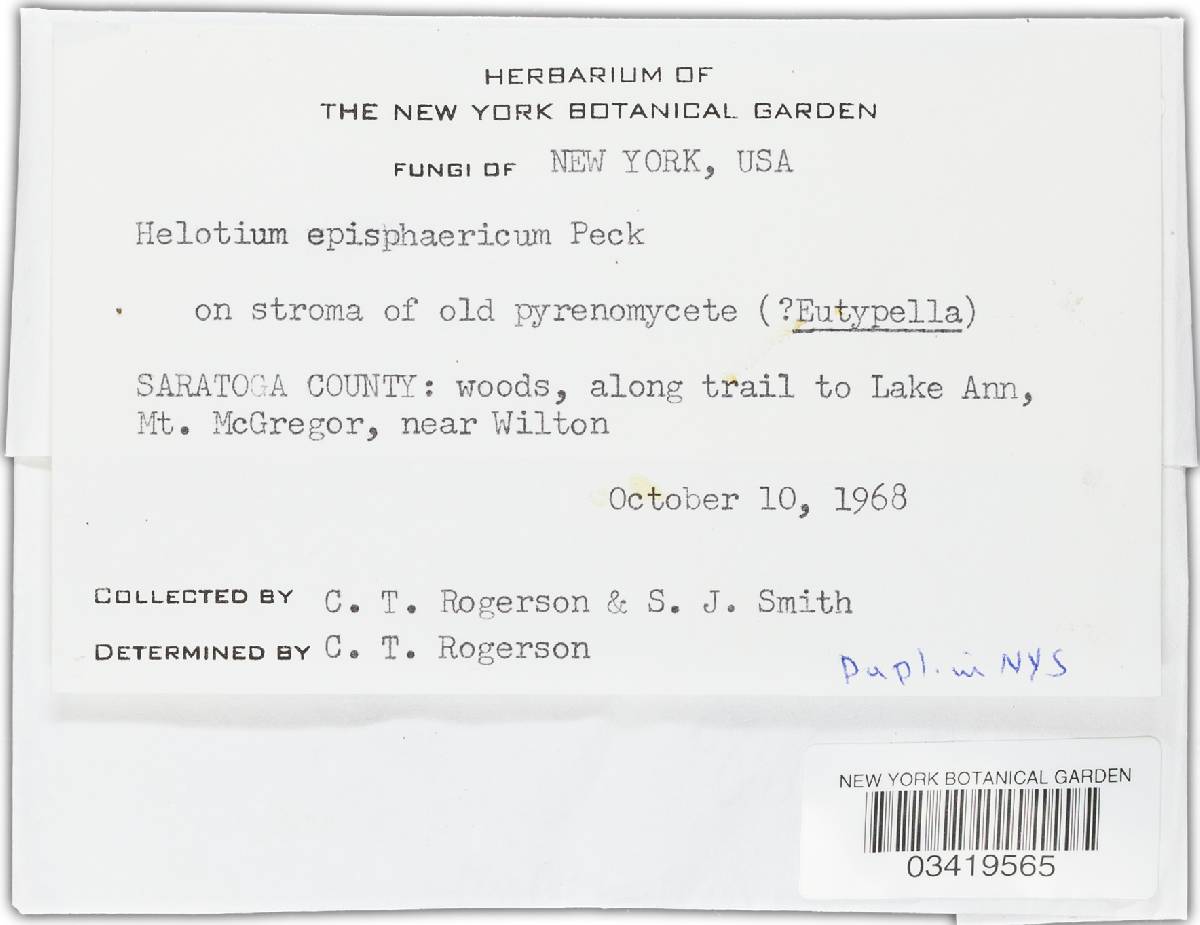 HERBARIUM OF
THE NEW YORK BOTANICAL GARDEN
FUNGI OF NEW YORK, USA
Helotium episphaericum Peck
on stroma of old pyrenomycete (?Eutypella)
SARATOGA COUNTY: woods, along trail to Lake Ann,
Mt. McGregor, near Wilton
October 10, 1968
COLLECTED BY C. T. Rogerson & S. J. Smith
DETERMINED BY C. T. Rogerson
Dupl. in NYS
NEW YORK BOTANICAL GARDEN
03419565